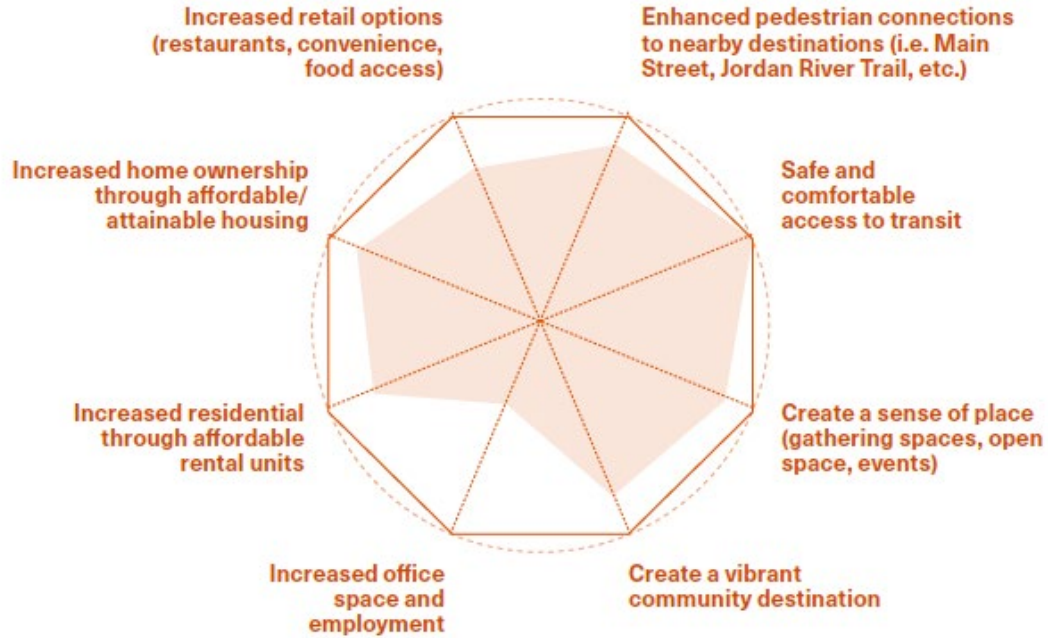 Increased retail options
(restaurants, convenience,
food access)
Enhanced pedestrian connections
to nearby destinations (i.e. Main
Street, Jordan River Trail, etc.)
Increased home ownership
through affordable/
attainable housing
Safe and
comfortable
access to transit
Increased residential
through affordable
rental units
Create a sense of place
(gathering spaces, open
space, events)
Increased office
space and
employment
Create a vibrant
community destination